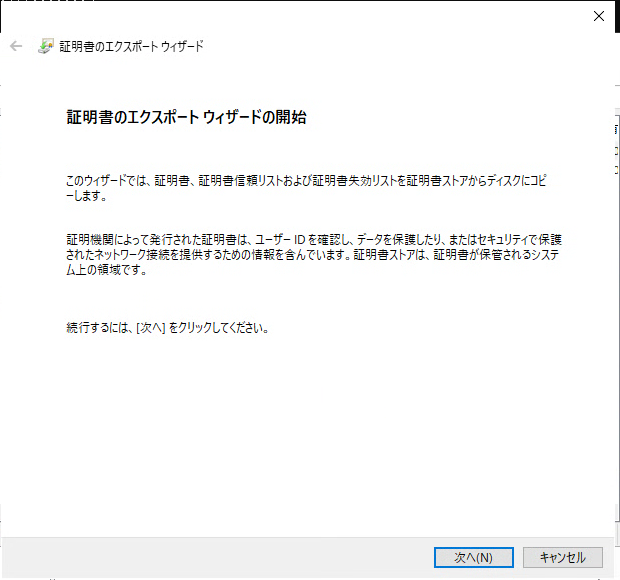 証明書のエクスポート ウィザード
証明書のエクスポート ウィザードの開始
このウィザードでは、証明書、証明書信頼リストおよび証明書失効リストを証明書ストアからディスクにコピ
ーします。
証明機関によって発行された証明書は、ユーザー ID を確認し、データを保護したり、またはセキュリティで保護
されたネットワーク接続を提供するための情報を含んでいます。証明書ストアは、証明書が保管されるシステ
ム上の領域です。
続行するには、[次へ] をクリックしてください。
次へ(N)
キャンセル